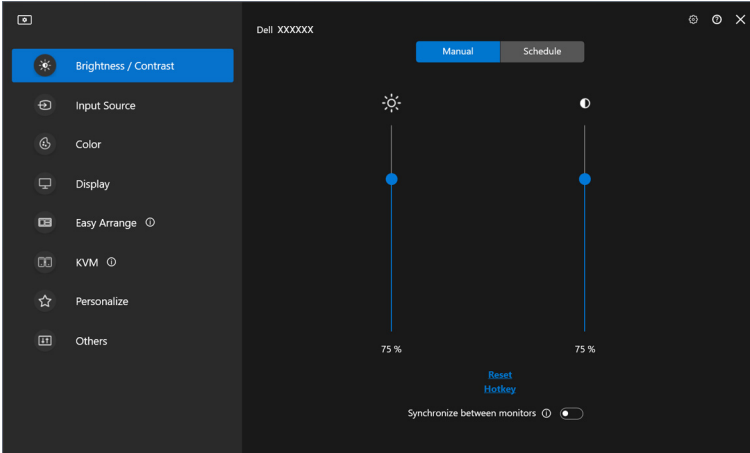 Dell XXXXXX
Manual
Schedule
Brightness / Contrast
Input Source
Color
Display
Easy Arrange
KVM
Personalize
Others
75 %
75 %
Reset
Hotkey
Synchronize between monitors